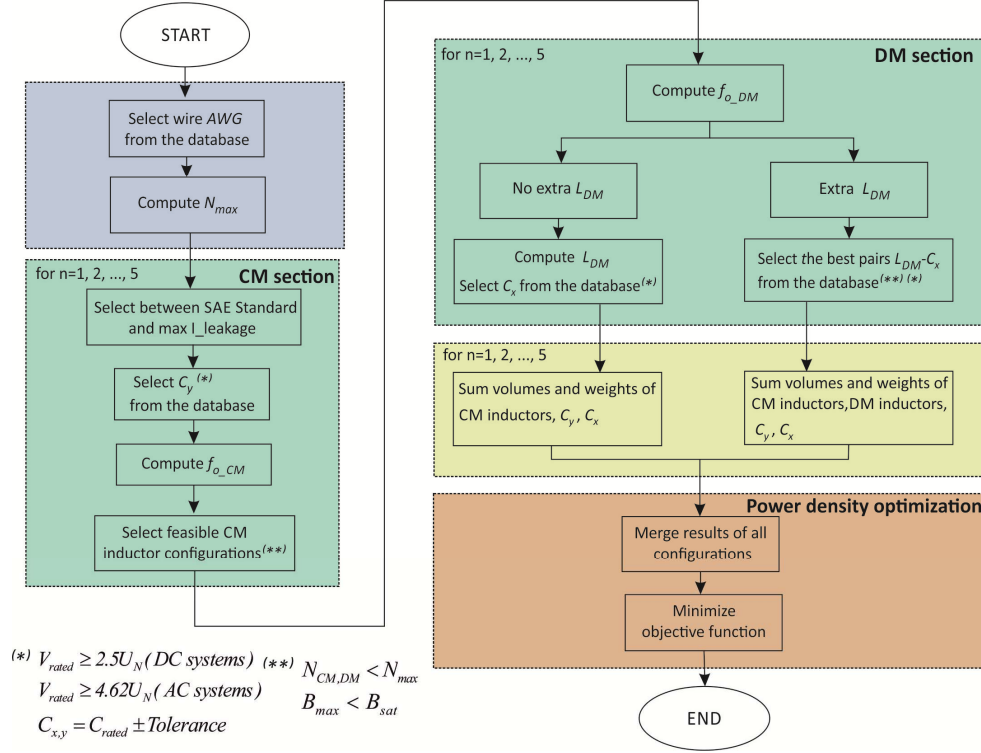 START
Select wire AWG
from the database
Compute N_max
for n=1, 2, ..., 5
CM section
Select between SAE Standard
and max I_leakage
Select C_y (*)
from the database
Compute f_o_CM
Select feasible CM
inductor configurations(**)
for n=1, 2, ..., 5
DM section
Compute f_o_DM
No extra L_DM
Extra L_DM
Compute L_DM
Select C_x from the database(*)
Select the best pairs L_DM-C_x
from the database(**) (*)
for n=1, 2, ..., 5
Sum volumes and weights of
CM inductors, C_y, C_x
Sum volumes and weights of
CM inductors,DM inductors,
C_y, C_x
Power density optimization
Merge results of all
configurations
Minimize
objective function
END
(*) V_rated ≥ 2.5U_N (DC systems)
V_rated ≥ 4.62U_N (AC systems)
C_x,y = C_rated ± Tolerance
(**) N_CM,DM < N_max
B_max < B_sat